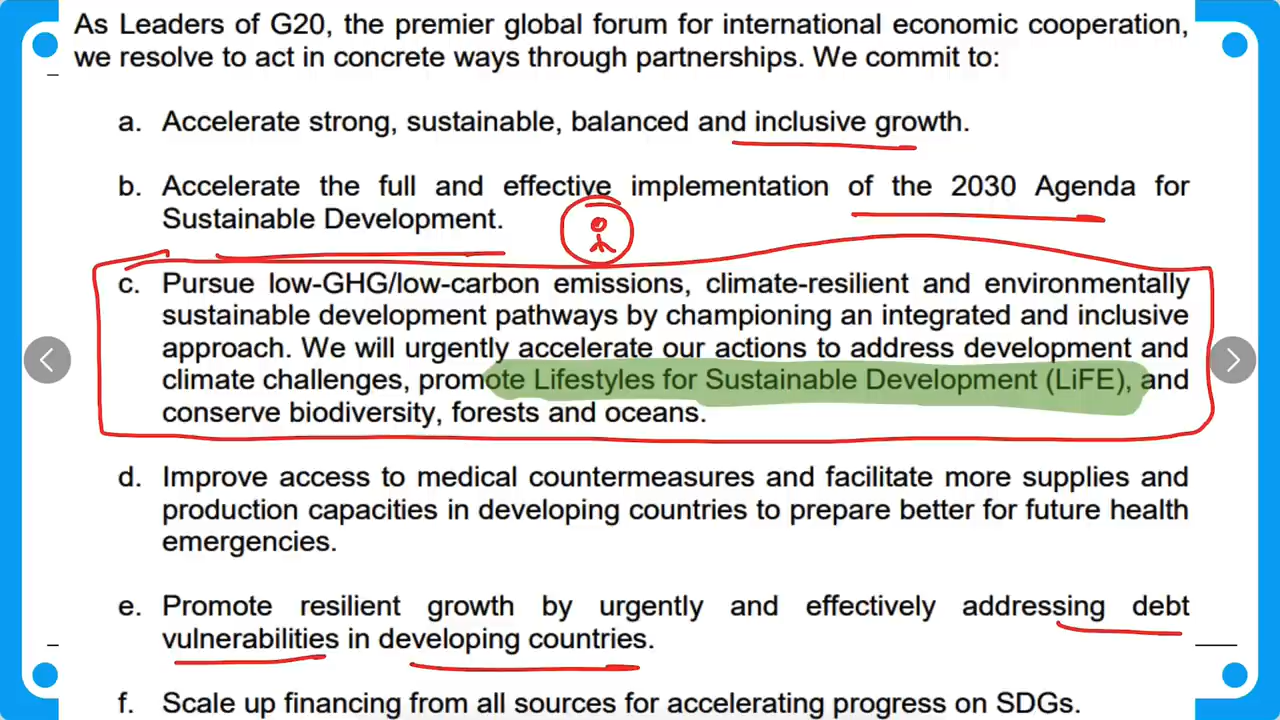 As Leaders of G20, the premier global forum for international economic cooperation,
we resolve to act in concrete ways through partnerships. We commit to:
a. Accelerate strong, sustainable, balanced and inclusive growth.
b. Accelerate the full and effective implementation of the 2030 Agenda for
Sustainable Development.
c. Pursue low-GHG/low-carbon emissions, climate-resilient and environmentally
sustainable development pathways by championing an integrated and inclusive
approach. We will urgently accelerate our actions to address development and
climate challenges, promote Lifestyles for Sustainable Development (LiFE), and
conserve biodiversity, forests and oceans.
d. Improve access to medical countermeasures and facilitate more supplies and
production capacities in developing countries to prepare better for future health
emergencies.
e. Promote resilient growth by urgently and effectively addressing debt
vulnerabilities in developing countries.
f. Scale up financing from all sources for accelerating progress on SDGs.